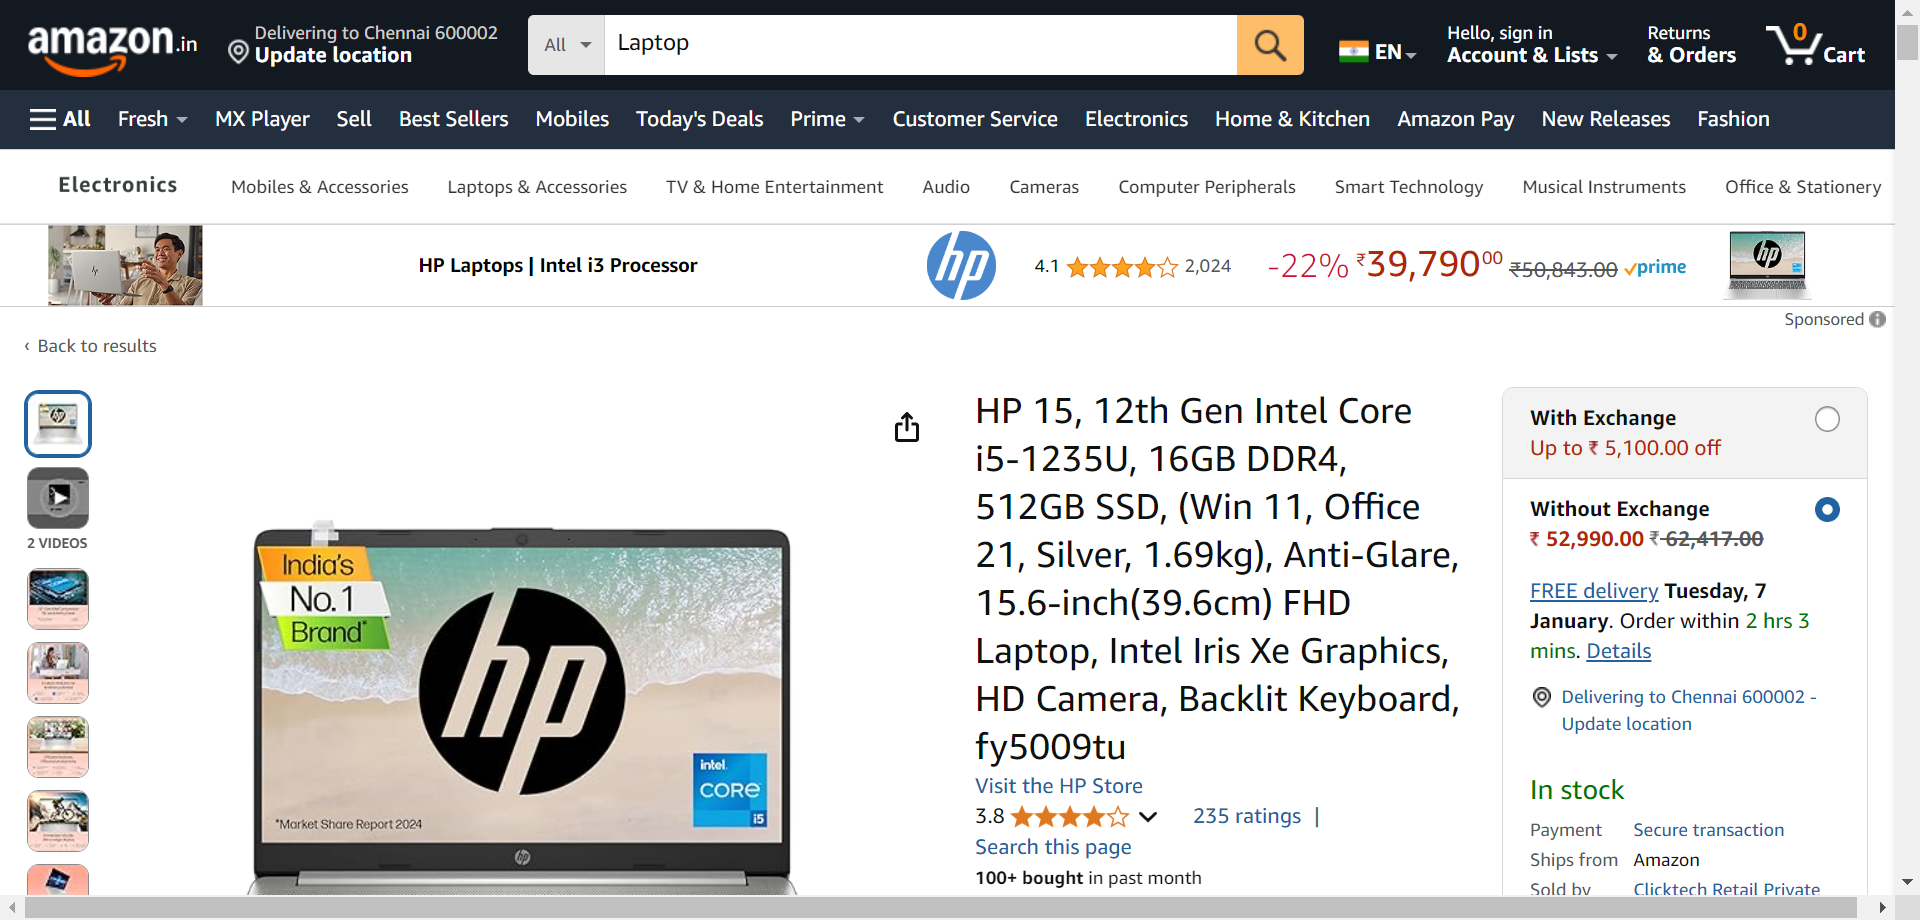 amazon.in
Delivering to Chennai 600002
Update location
All
Laptop
EN
Hello, sign in
Account & Lists
Returns
& Orders
0
Cart
All
Fresh
MX Player
Sell
Best Sellers
Mobiles
Today's Deals
Prime
Customer Service
Electronics
Home & Kitchen
Amazon Pay
New Releases
Fashion
Electronics
Mobiles & Accessories
Laptops & Accessories
TV & Home Entertainment
Audio
Cameras
Computer Peripherals
Smart Technology
Musical Instruments
Office & Stationery
HP Laptops | Intel i3 Processor
hp
4.1
2,024
-22% ₹39,79000 ₹50,843.00 prime
Sponsored
‹ Back to results
2 VIDEOS
India's
No.1
Brand*
hp
intel.
CORE
i5
*Market Share Report 2024
hp
HP 15, 12th Gen Intel Core
i5-1235U, 16GB DDR4,
512GB SSD, (Win 11, Office
21, Silver, 1.69kg), Anti-Glare,
15.6-inch(39.6cm) FHD
Laptop, Intel Iris Xe Graphics,
HD Camera, Backlit Keyboard,
fy5009tu
Visit the HP Store
3.8
235 ratings |
Search this page
100+ bought in past month
With Exchange
Up to ₹ 5,100.00 off
Without Exchange
₹ 52,990.00 ₹ 62,417.00
FREE delivery Tuesday, 7
January. Order within 2 hrs 3
mins. Details
Delivering to Chennai 600002 -
Update location
In stock
Payment Secure transaction
Ships from Amazon
Sold by Clicktech Retail Private